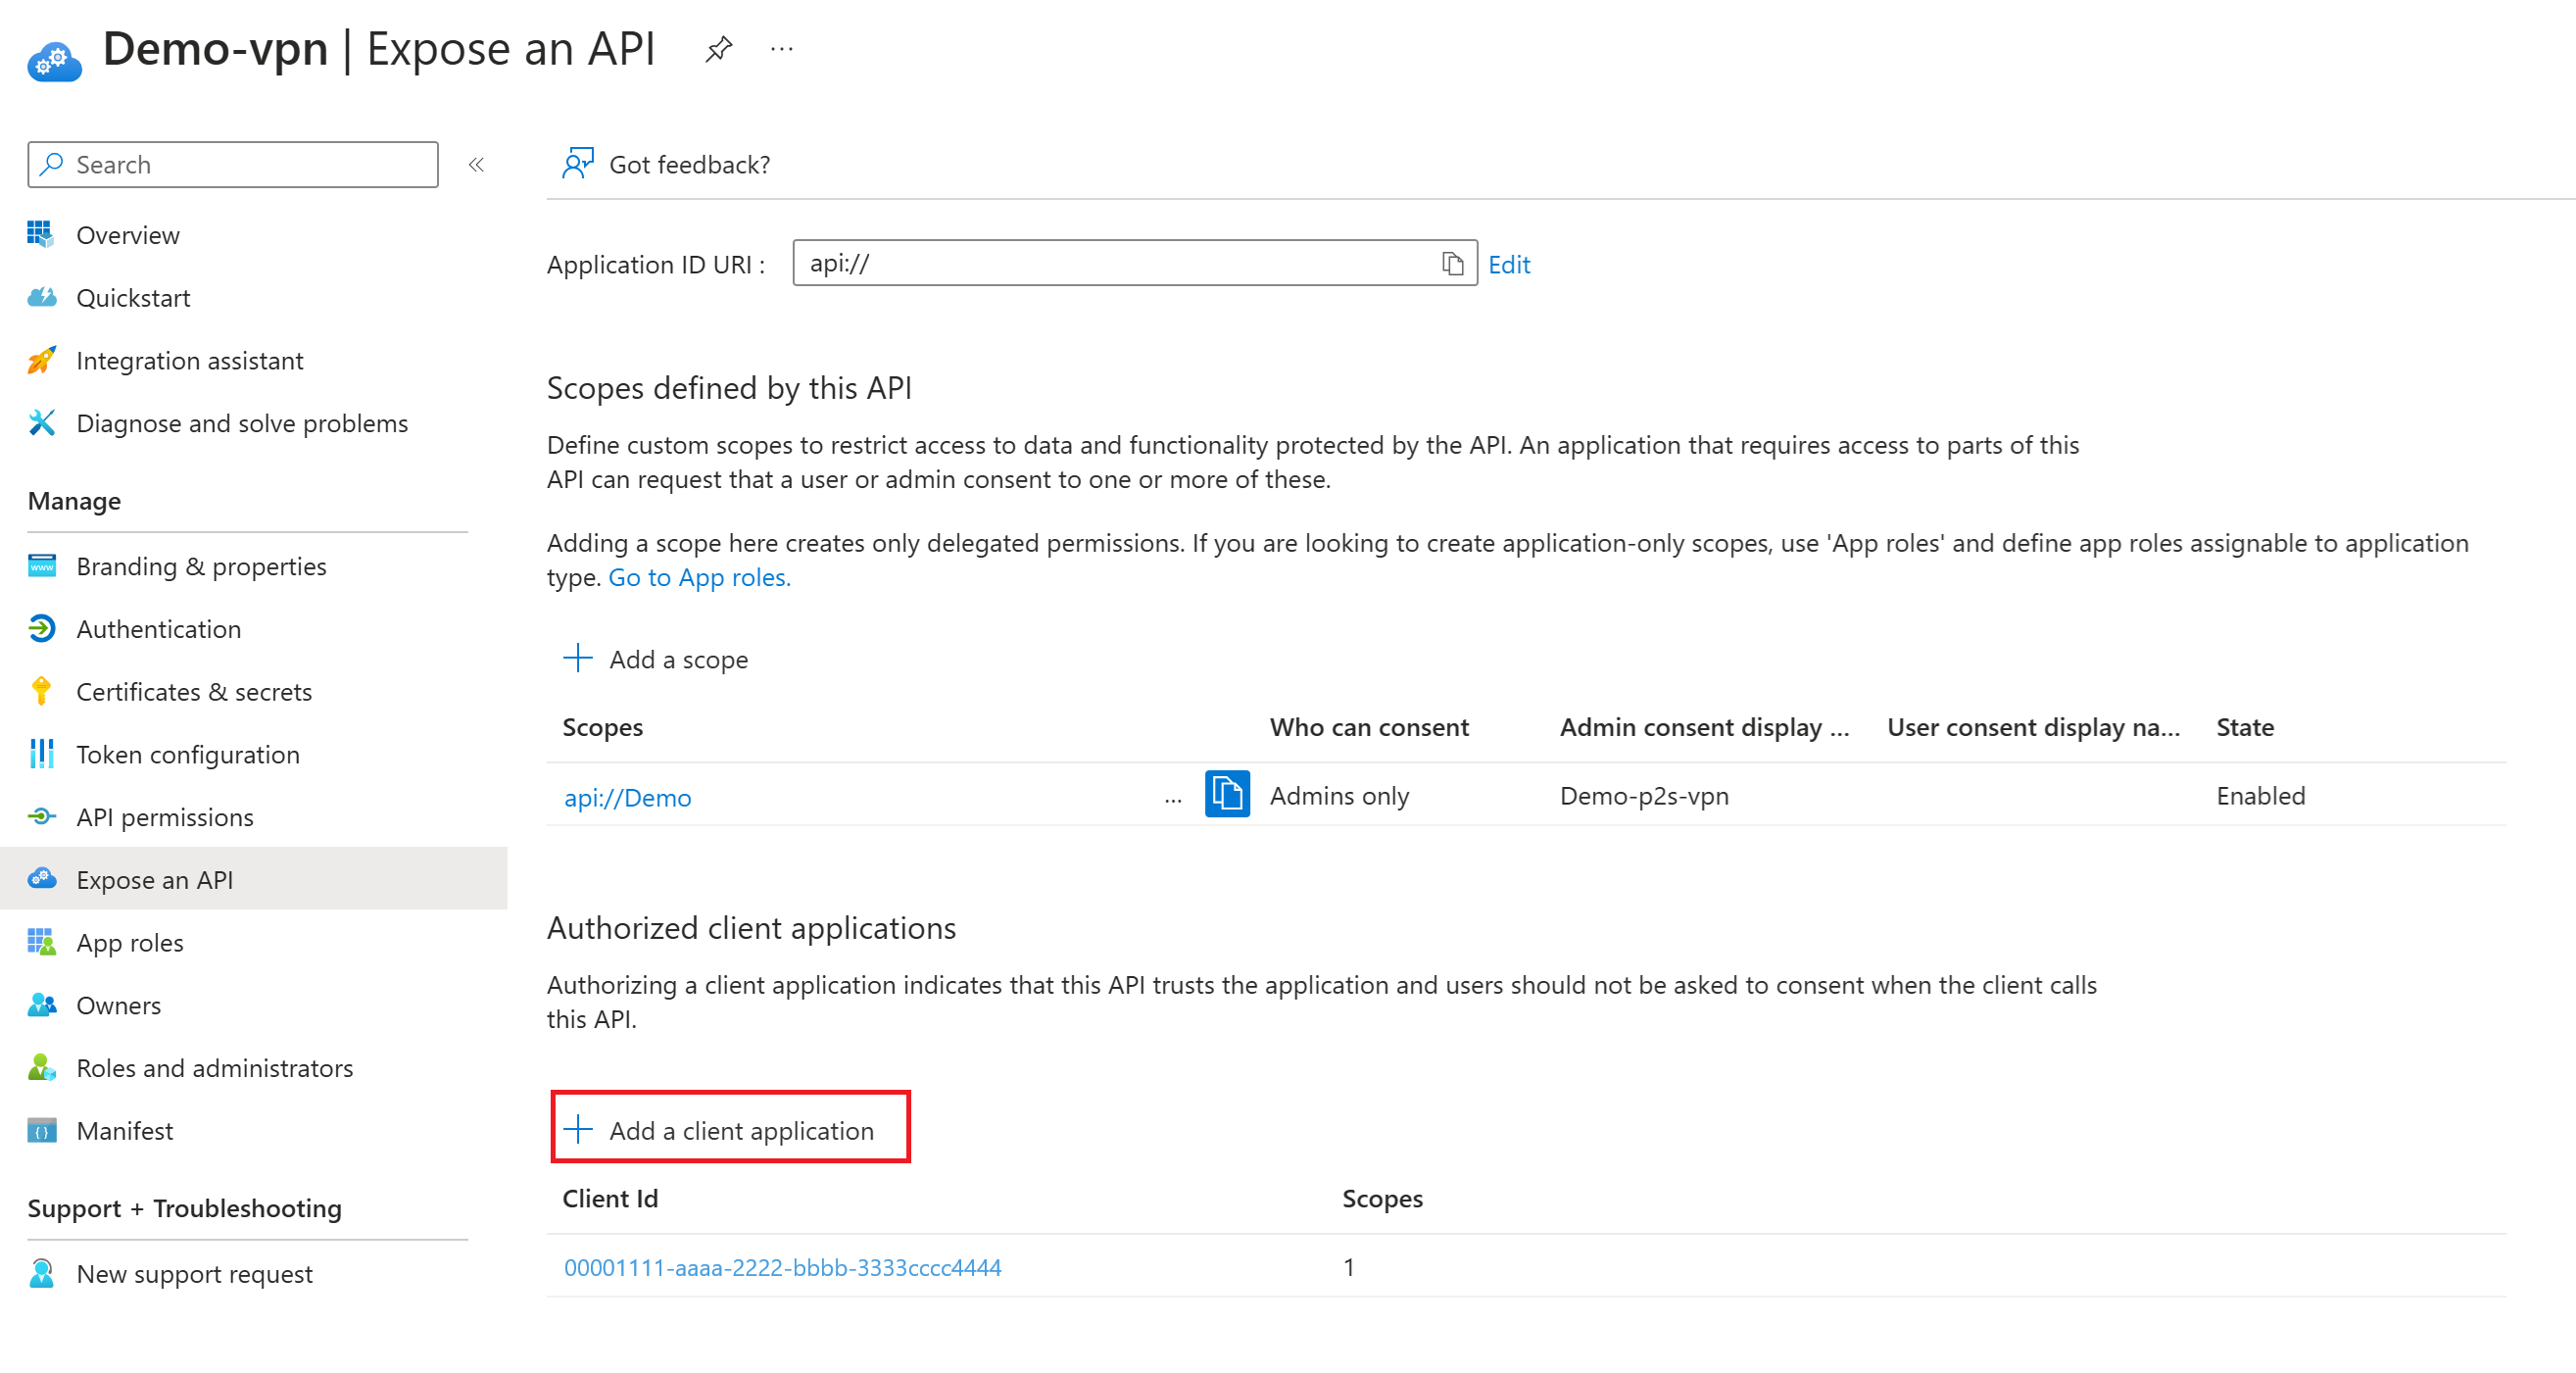 Demo-vpn | Expose an API
Search
Overview
Quickstart
Integration assistant
Diagnose and solve problems
Manage
Branding & properties
Authentication
Certificates & secrets
Token configuration
API permissions
Expose an API
App roles
Owners
Roles and administrators
Manifest
Support + Troubleshooting
New support request
Got feedback?
Application ID URI : api:// Edit
Scopes defined by this API
Define custom scopes to restrict access to data and functionality protected by the API. An application that requires access to parts of this
API can request that a user or admin consent to one or more of these.
Adding a scope here creates only delegated permissions. If you are looking to create application-only scopes, use 'App roles' and define app roles assignable to application
type. Go to App roles.
Add a scope
Scopes Who can consent Admin consent display ... User consent display na... State
api://Demo ... Admins only Demo-p2s-vpn Enabled
Authorized client applications
Authorizing a client application indicates that this API trusts the application and users should not be asked to consent when the client calls
this API.
Add a client application
Client Id Scopes
00001111-aaaa-2222-bbbb-3333cccc4444 1